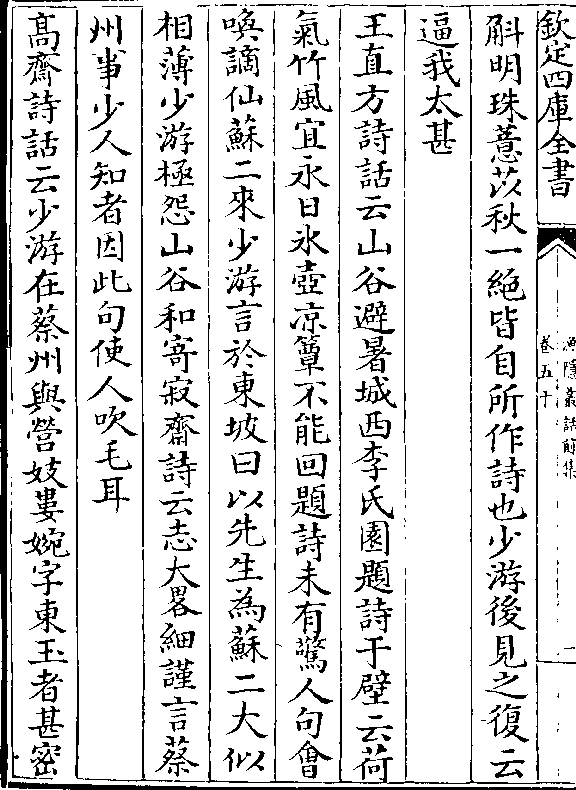 欽定四庫全書
漁隱叢話前集
卷五十
斛明珠薏苡秋一絶皆自所作詩也少游後見之復云
逼我太甚
王直方詩話云山谷避暑城西李氏園題詩于壁云荷
氣竹風宜永日氷壺凉簟不能回題詩未有驚人句會
喚謫仙蘇二來少游言於東坡曰以先生為蘇二大似
相薄少游極怨山谷和寄寂齋詩云志大畧細謹言蔡
州事少人知者因此句使人吹毛耳
高齋詩話云少游在蔡州與營妓婁婉字東玉者甚密